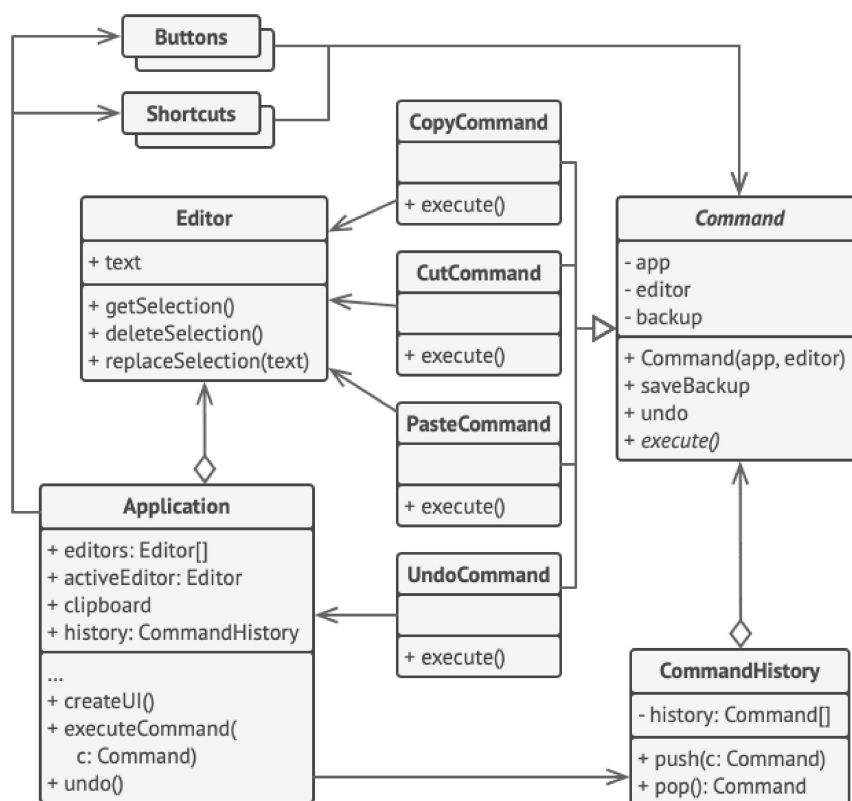 Buttons
Shortcuts
CopyCommand
+ execute()
Editor
+ text
+ getSelection()
+ deleteSelection()
+ replaceSelection(text)
CutCommand
+ execute()
Command
- app
- editor
- backup
+ Command(app, editor)
+ saveBackup
+ undo
+ execute()
PasteCommand
+ execute()
Application
+ editors: Editor[]
+ activeEditor: Editor
+ clipboard
+ history: CommandHistory
...
+ createUI()
+ executeCommand(
c: Command)
+ undo()
UndoCommand
+ execute()
CommandHistory
- history: Command[]
+ push(c: Command)
+ pop(): Command